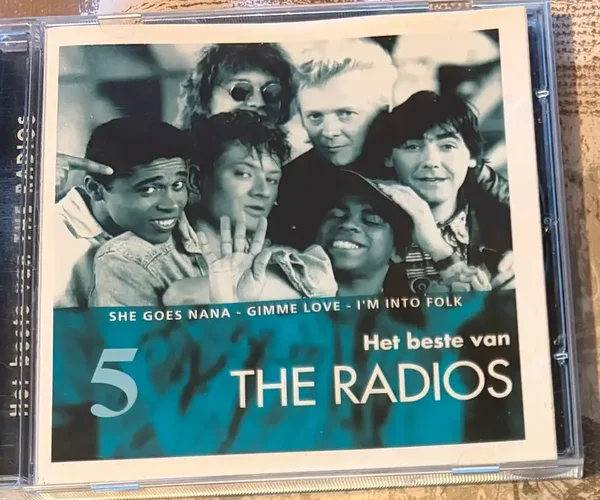 SHE GOES NANA - GIMME LOVE - I'M INTO FOLK
5
Het beste van
THE RADIOS
Het beste van THE RADIOS